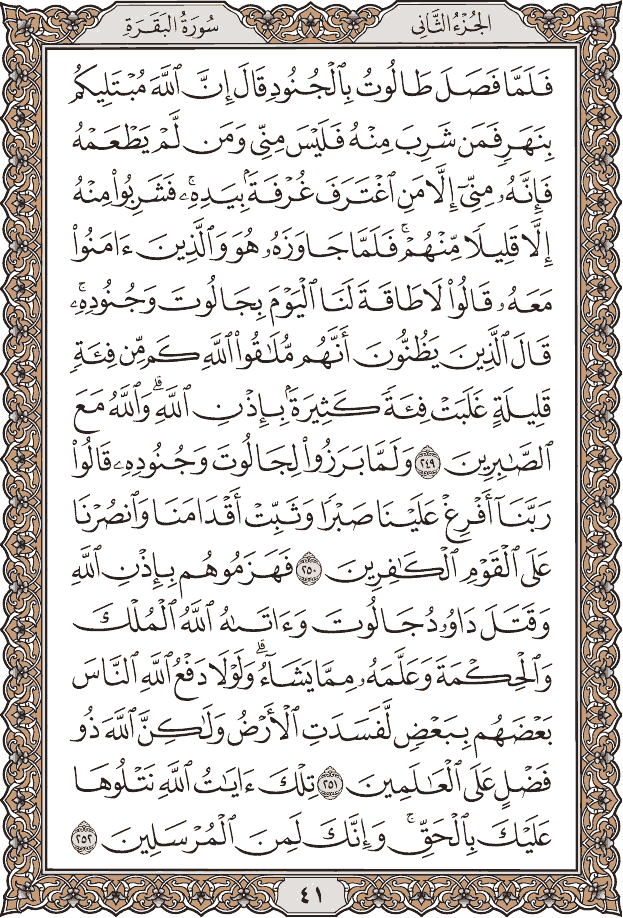 الجُزْءُ الثَّانِي
سُورَةُ البَقَرَةِ
فَلَمَّا فَصَلَ طَالُوتُ بِٱلْجُنُودِ قَالَ إِنَّ ٱللَّهَ مُبْتَلِيكُم
بِنَهَرٍ فَمَن شَرِبَ مِنْهُ فَلَيْسَ مِنِّى وَمَن لَّمْ يَطْعَمْهُ
فَإِنَّهُۥ مِنِّىٓ إِلَّا مَنِ ٱغْتَرَفَ غُرْفَةًۢ بِيَدِهِۦۚ فَشَرِبُوا۟ مِنْهُ
إِلَّا قَلِيلًا مِّنْهُمْۚ فَلَمَّا جَاوَزَهُۥ هُوَ وَٱلَّذِينَ ءَامَنُوا۟
مَعَهُۥ قَالُوا۟ لَا طَاقَةَ لَنَا ٱلْيَوْمَ بِجَالُوتَ وَجُنُودِهِۦۚ
قَالَ ٱلَّذِينَ يَظُنُّونَ أَنَّهُم مُّلَٰقُوا۟ ٱللَّهِ كَم مِّن فِئَةٍ
قَلِيلَةٍ غَلَبَتْ فِئَةً كَثِيرَةًۢ بِإِذْنِ ٱللَّهِۗ وَٱللَّهُ مَعَ
ٱلصَّٰبِرِينَ ٢٤٩ وَلَمَّا بَرَزُوا۟ لِجَالُوتَ وَجُنُودِهِۦ قَالُوا۟
رَبَّنَآ أَفْرِغْ عَلَيْنَا صَبْرًا وَثَبِّتْ أَقْدَامَنَا وَٱنصُرْنَا
عَلَى ٱلْقَوْمِ ٱلْكَٰفِرِينَ ٢٥٠ فَهَزَمُوهُم بِإِذْنِ ٱللَّهِ
وَقَتَلَ دَاوُۥدُ جَالُوتَ وَءَاتَىٰهُ ٱللَّهُ ٱلْمُلْكَ
وَٱلْحِكْمَةَ وَعَلَّمَهُۥ مِمَّا يَشَآءُۗ وَلَوْلَا دَفْعُ ٱللَّهِ ٱلنَّاسَ
بَعْضَهُم بِبَعْضٍ لَّفَسَدَتِ ٱلْأَرْضُ وَلَٰكِنَّ ٱللَّهَ ذُو
فَضْلٍ عَلَى ٱلْعَٰلَمِينَ ٢٥١ تِلْكَ ءَايَٰتُ ٱللَّهِ نَتْلُوهَا
عَلَيْكَ بِٱلْحَقِّۚ وَإِنَّكَ لَمِنَ ٱلْمُرْسَلِينَ ٢٥٢
٤١